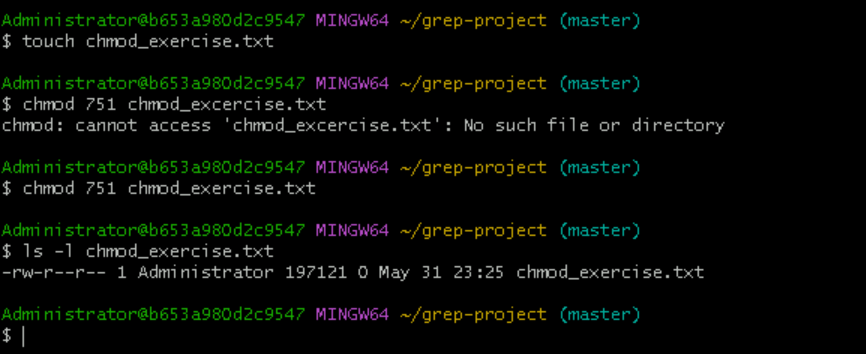 Administrator@b653a980d2c9547 MINGW64 ~/grep-project (master)
$ touch chmod_exercise.txt
Administrator@b653a980d2c9547 MINGW64 ~/grep-project (master)
$ chmod 751 chmod_excercise.txt
chmod: cannot access 'chmod_excercise.txt': No such file or directory
Administrator@b653a980d2c9547 MINGW64 ~/grep-project (master)
$ chmod 751 chmod_exercise.txt
Administrator@b653a980d2c9547 MINGW64 ~/grep-project (master)
$ ls -l chmod_exercise.txt
-rw-r--r-- 1 Administrator 197121 0 May 31 23:25 chmod_exercise.txt
Administrator@b653a980d2c9547 MINGW64 ~/grep-project (master)
$